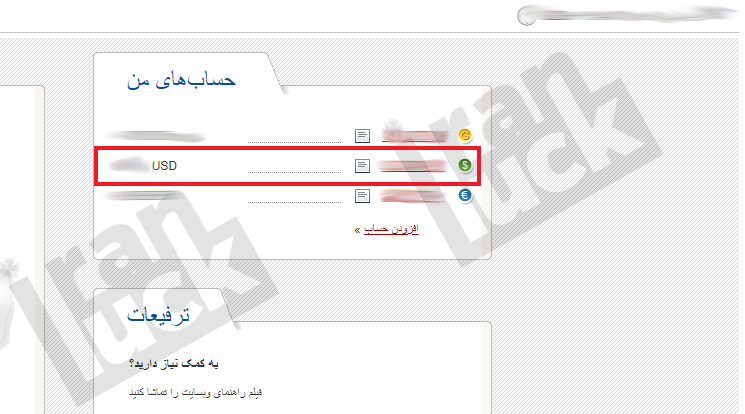 حساب‌های من
USD
افزودن حساب »
ترفیعات
به کمک نیاز دارید؟
فیلم راهنمای وبسایت را تماشا کنید
Iran
Luck
Iran
Luck